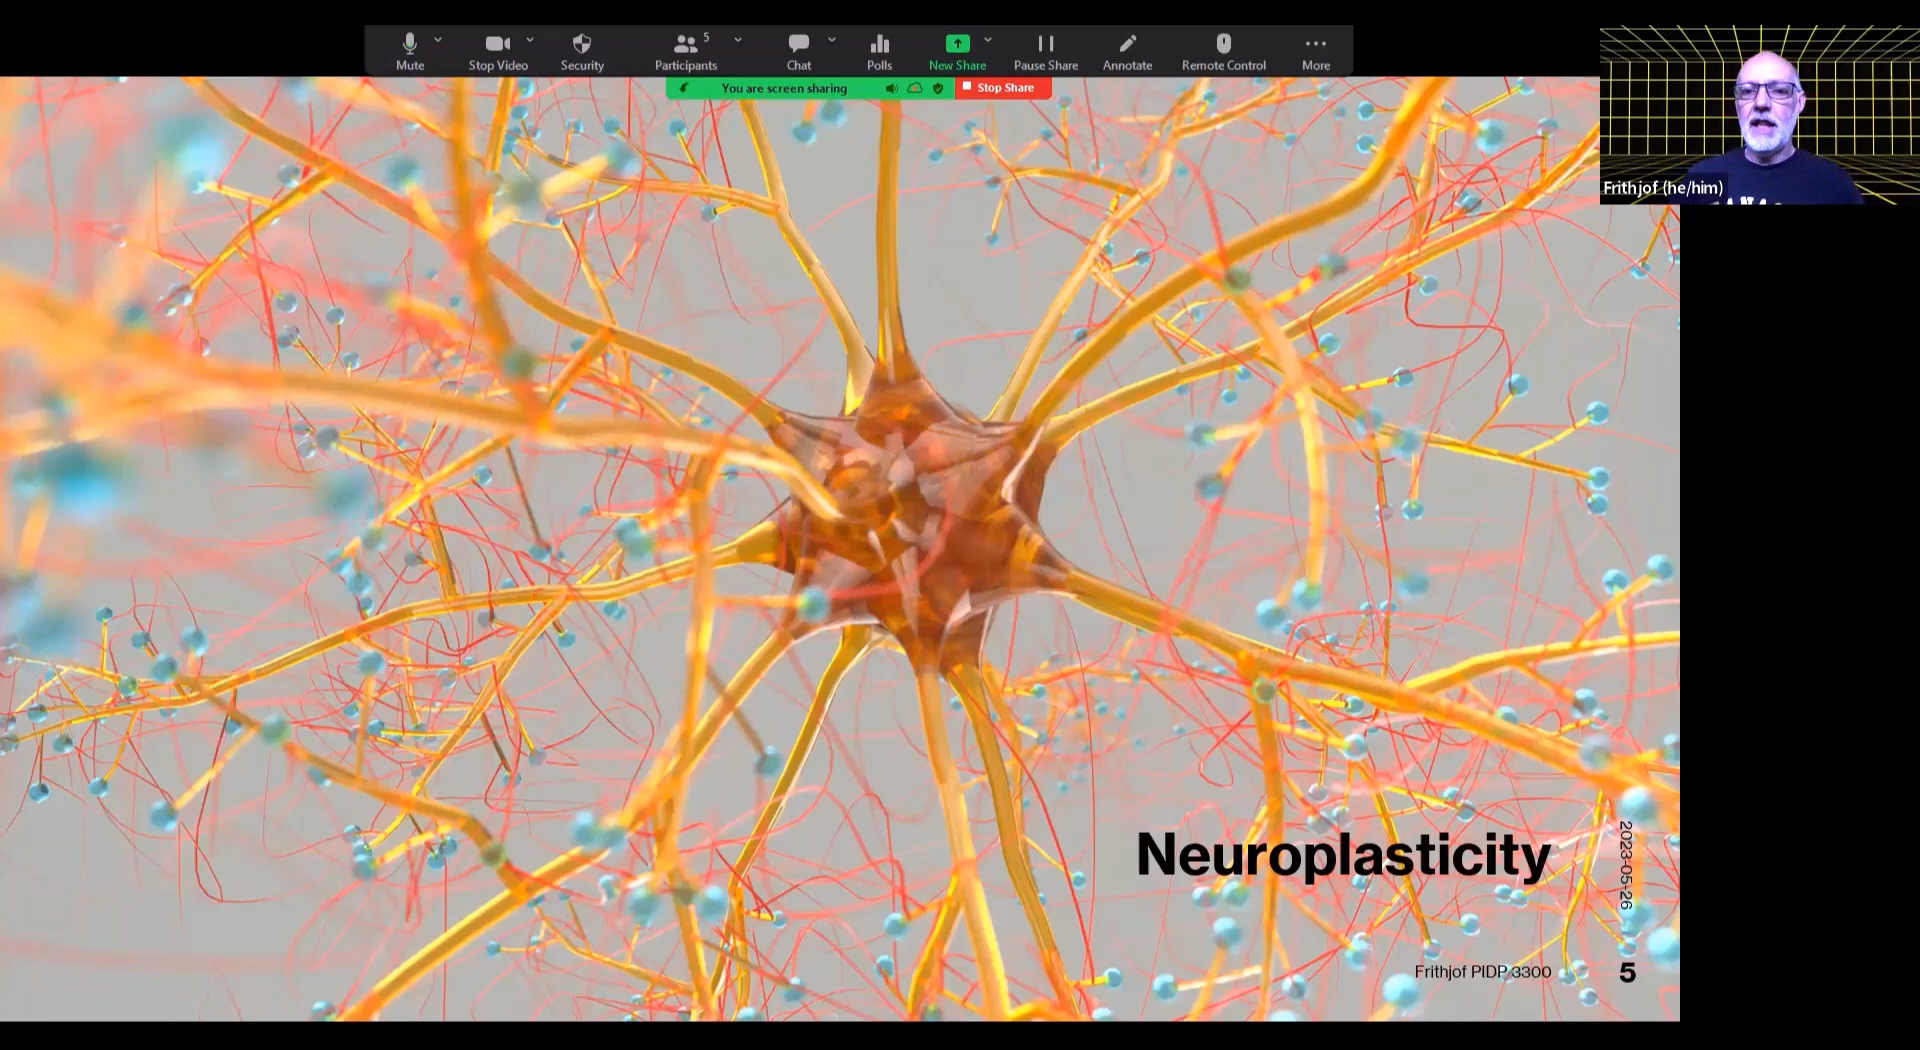 Mute
Stop Video
Security
Participants
5
Chat
Polls
New Share
Pause Share
Annotate
Remote Control
More
You are screen sharing
Stop Share
Frithjof (he/him)
Neuroplasticity
2023-05-26
Frithjof PIDP 3300
5